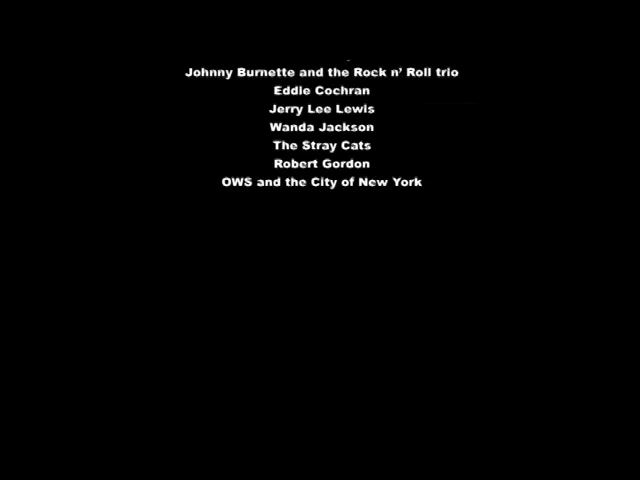 Johnny Burnette and the Rock n’ Roll trio
Eddie Cochran
Jerry Lee Lewis
Wanda Jackson
The Stray Cats
Robert Gordon
OWS and the City of New York